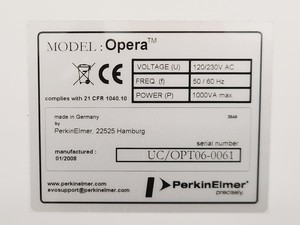 MODEL : Opera™
VOLTAGE (U) 120/230V AC
FREQ. (f) 50 / 60 Hz
POWER (P) 1000VA max.
CE
complies with 21 CFR 1040.10
made in Germany
by
PerkinElmer, 22525 Hamburg
serial number
manufactured :
01/2008
UC/OPT06-0061
www.perkinelmer.com
evosupport@perkinelmer.com
PerkinElmer™
precisely.